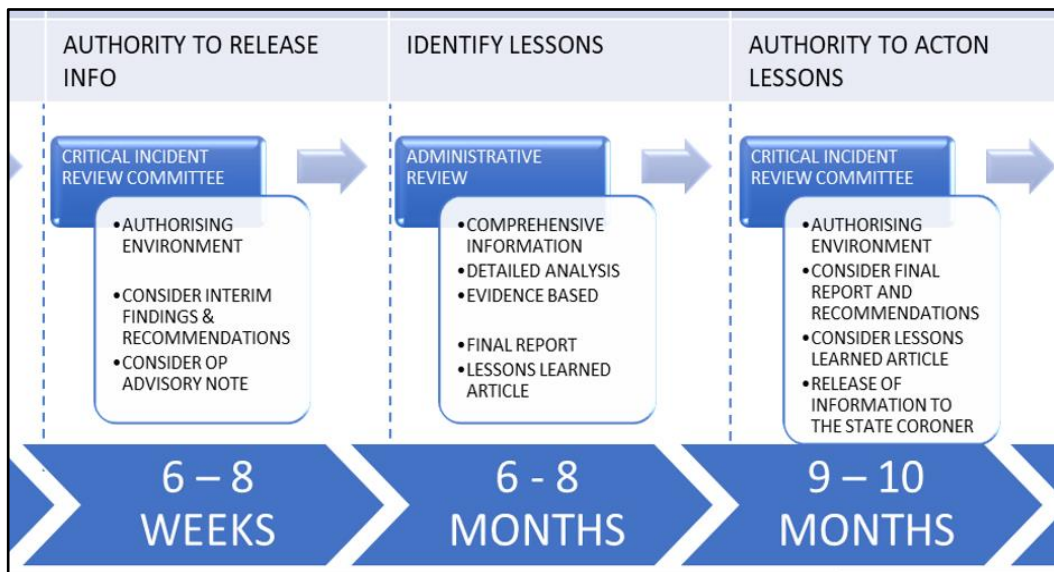 AUTHORITY TO RELEASE
INFO
IDENTIFY LESSONS
AUTHORITY TO ACTON
LESSONS
CRITICAL INCIDENT
REVIEW COMMITTEE
•AUTHORISING
ENVIRONMENT
•CONSIDER INTERIM
FINDINGS &
RECOMMENDATIONS
•CONSIDER OP
ADVISORY NOTE
ADMINISTRATIVE
REVIEW
•COMPREHENSIVE
INFORMATION
•DETAILED ANALYSIS
•EVIDENCE BASED
•FINAL REPORT
•LESSONS LEARNED
ARTICLE
CRITICAL INCIDENT
REVIEW COMMITTEE
•AUTHORISING
ENVIRONMENT
•CONSIDER FINAL
REPORT AND
RECOMMENDATIONS
•CONSIDER LESSONS
LEARNED ARTICLE
•RELEASE OF
INFORMATION TO
THE STATE CORONER
6 – 8
WEEKS
6 - 8
MONTHS
9 – 10
MONTHS